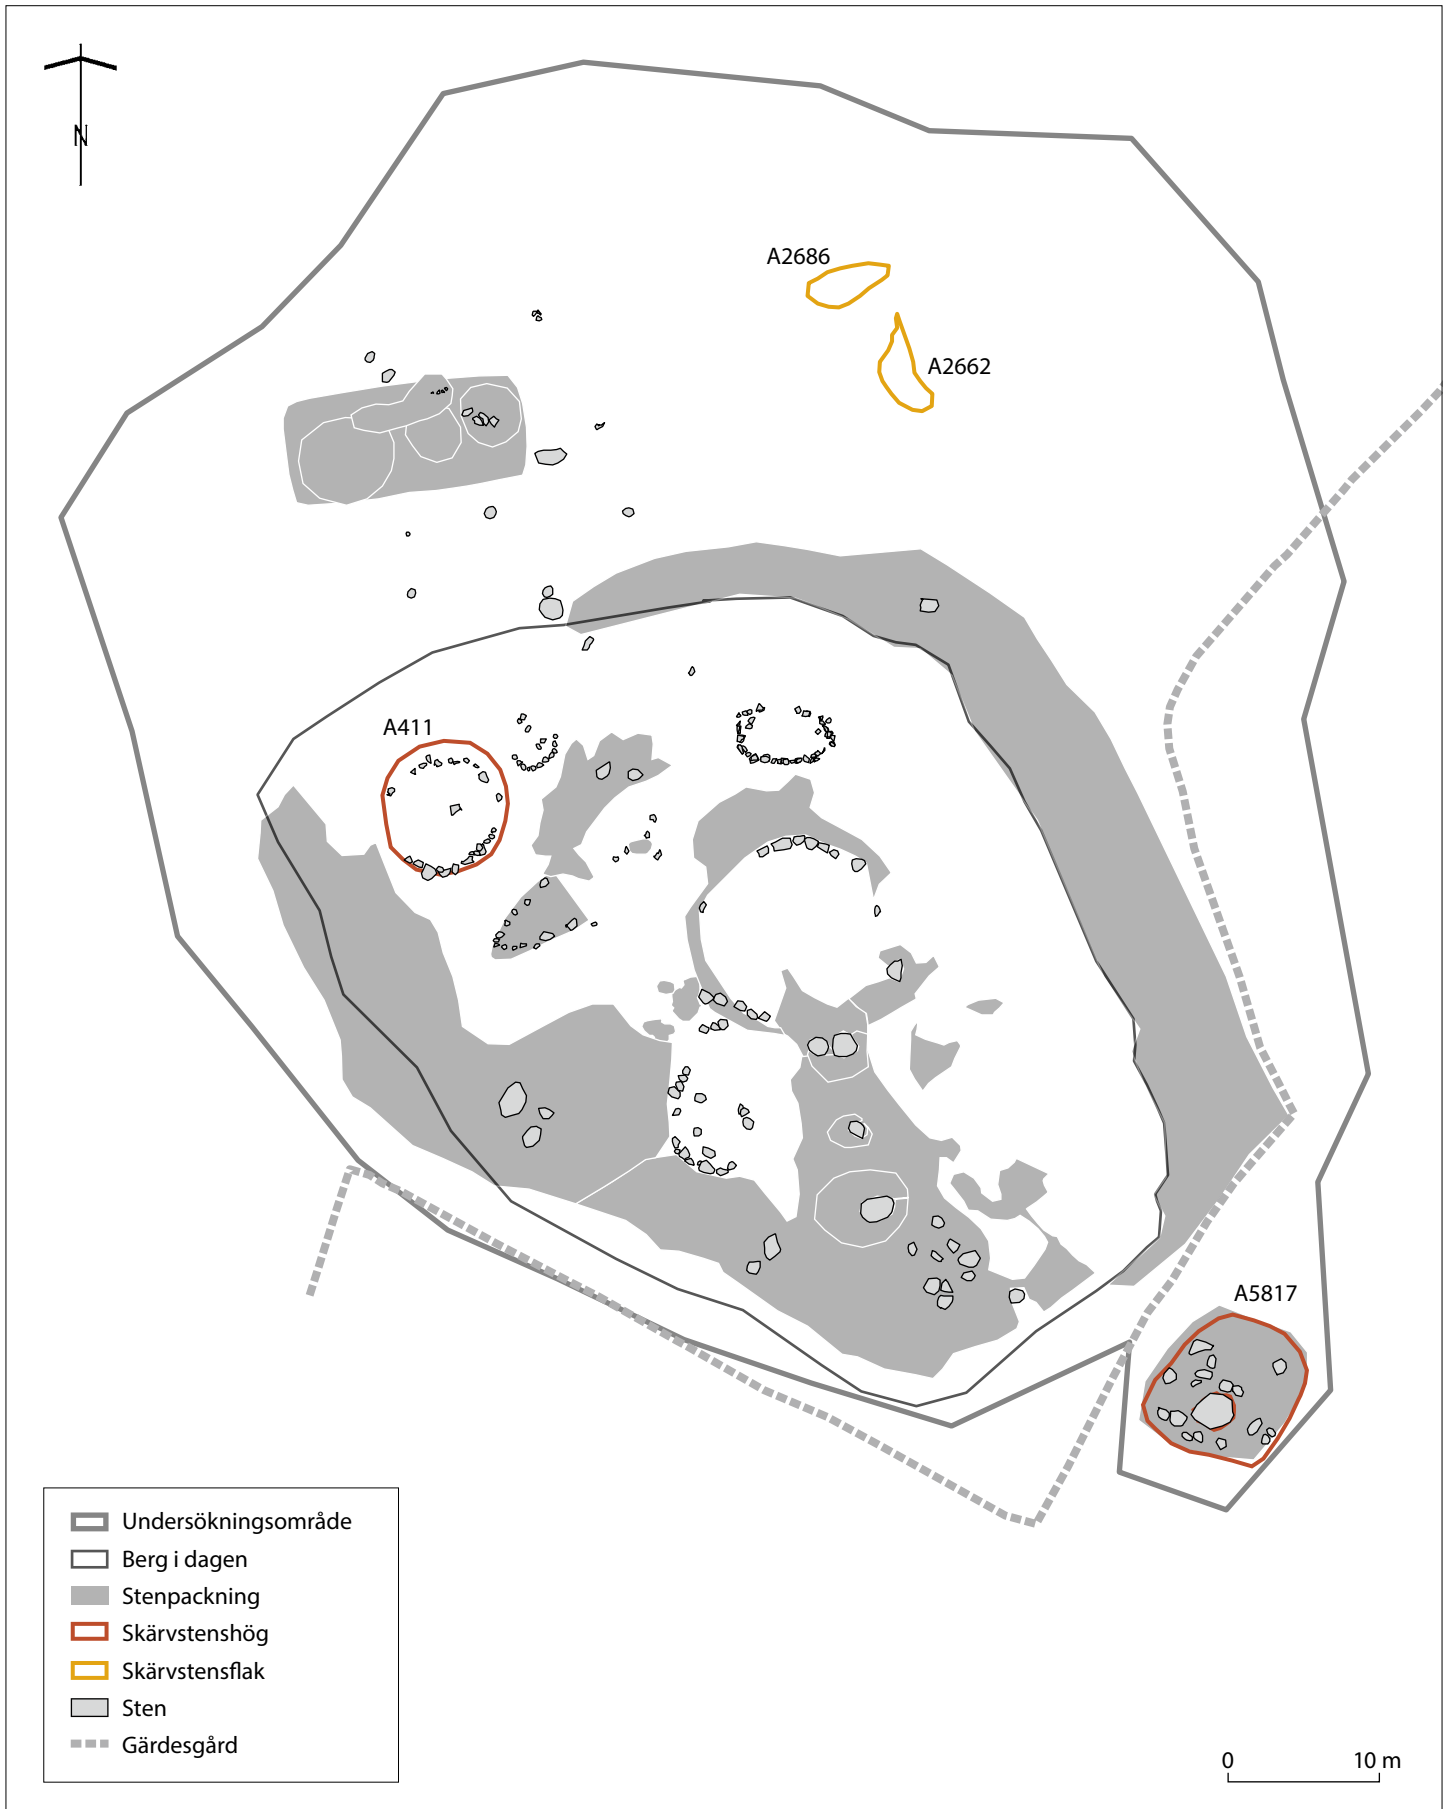 N
A2686
A2662
A411
A5817
Undersökningsområde
Berg i dagen
Stenpackning
Skärvstenshög
Skärvstensflak
Sten
Gärdesgård
0 10 m